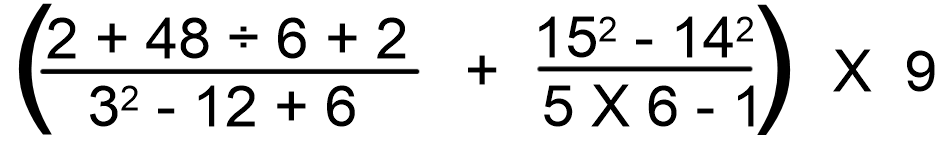 (2 + 48 ÷ 6 + 2 + 15² - 14²) X 9
3² - 12 + 6 5 X 6 - 1